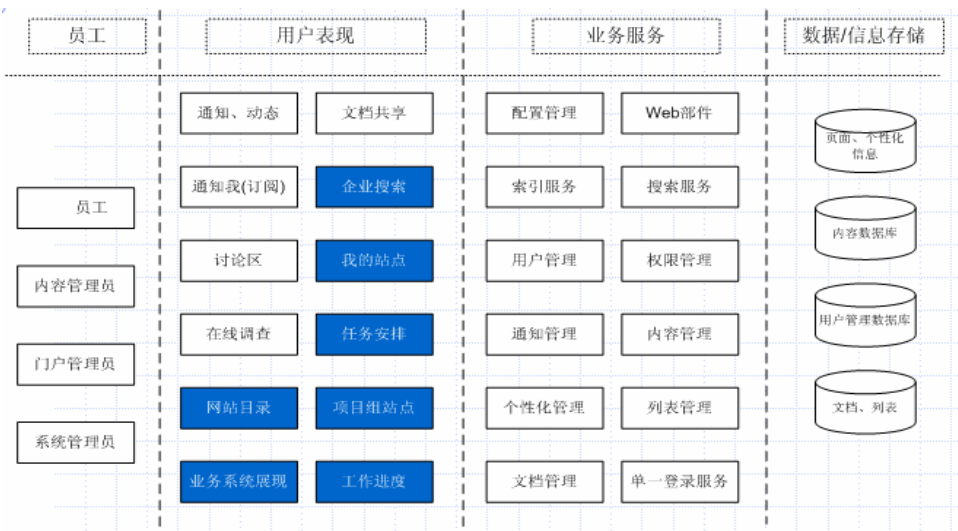 员工
用户表现
业务服务
数据/信息存储
员工
内容管理员
门户管理员
系统管理员
通知、动态
文档共享
通知我(订阅)
企业搜索
讨论区
我的站点
在线调查
任务安排
网站目录
项目组站点
业务系统展现
工作进度
配置管理
Web部件
索引服务
搜索服务
用户管理
权限管理
通知管理
内容管理
个性化管理
列表管理
文档管理
单一登录服务
页面、个性化
信息
内容数据库
用户管理数据库
文档、列表